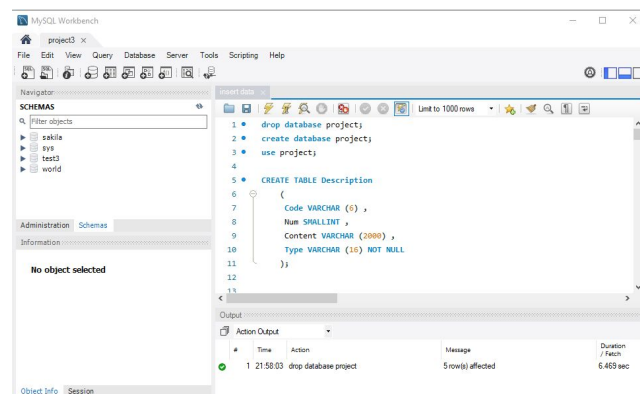 MySQL Workbench
project3
File Edit View Query Database Server Tools Scripting Help
Navigator
SCHEMAS
Filter objects
sakila
sys
test3
world
Administration Schemas
Information
No object selected
Object Info Session
insert data
Limit to 1000 rows
1 drop database project;
2 create database project;
3 use project;
4
5 CREATE TABLE Description
6 (
7 Code VARCHAR (6) ,
8 Num SMALLINT ,
9 Content VARCHAR (2000) ,
10 Type VARCHAR (16) NOT NULL
11 );
12
13
Output
Action Output
# Time Action Message Duration / Fetch
1 21:58:03 drop database project 5 row(s) affected 6.469 sec